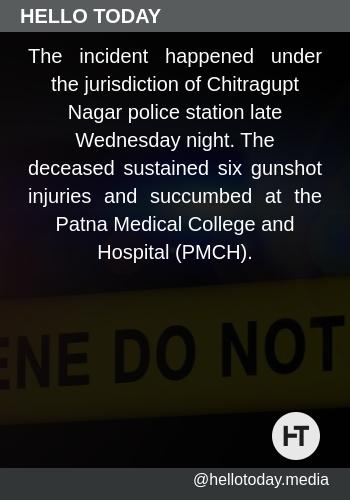 HELLO TODAY
The incident happened under
the jurisdiction of Chitragupt
Nagar police station late
Wednesday night. The
deceased sustained six gunshot
injuries and succumbed at the
Patna Medical College and
Hospital (PMCH).
ENE DO NOT
HT
@hellotoday.media